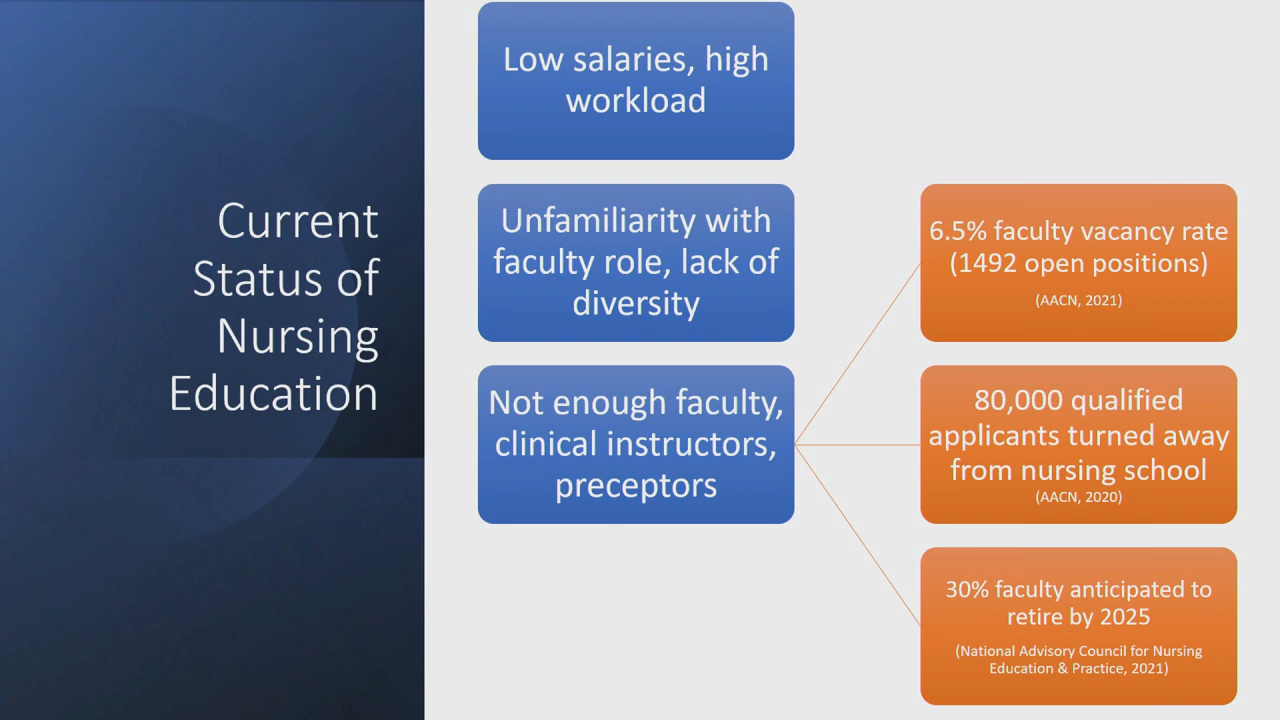 Current
Status of
Nursing
Education
Low salaries, high
workload
Unfamiliarity with
faculty role, lack of
diversity
Not enough faculty,
clinical instructors,
preceptors
6.5% faculty vacancy rate
(1492 open positions)
(AACN, 2021)
80,000 qualified
applicants turned away
from nursing school
(AACN, 2020)
30% faculty anticipated to
retire by 2025
(National Advisory Council for Nursing
Education & Practice, 2021)